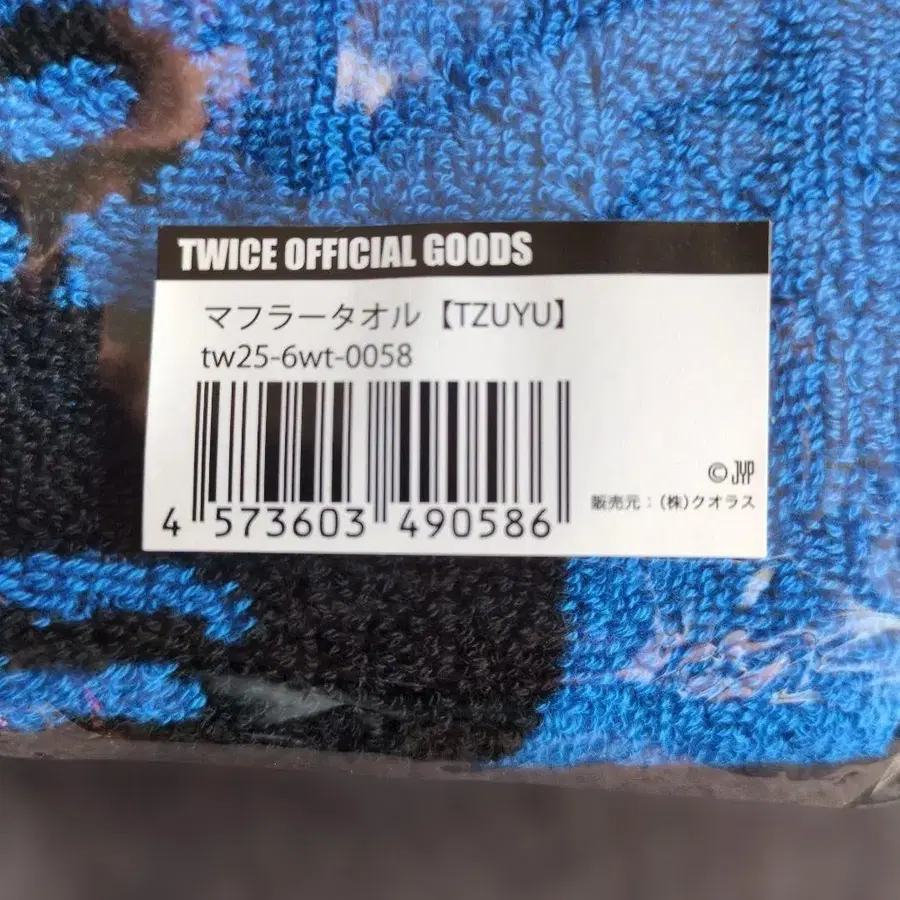 TWICE OFFICIAL GOODS
マフラータオル【TZUYU】
tw25-6wt-0058
4 573603 490586
© JYP
販売元：(株)クオラス